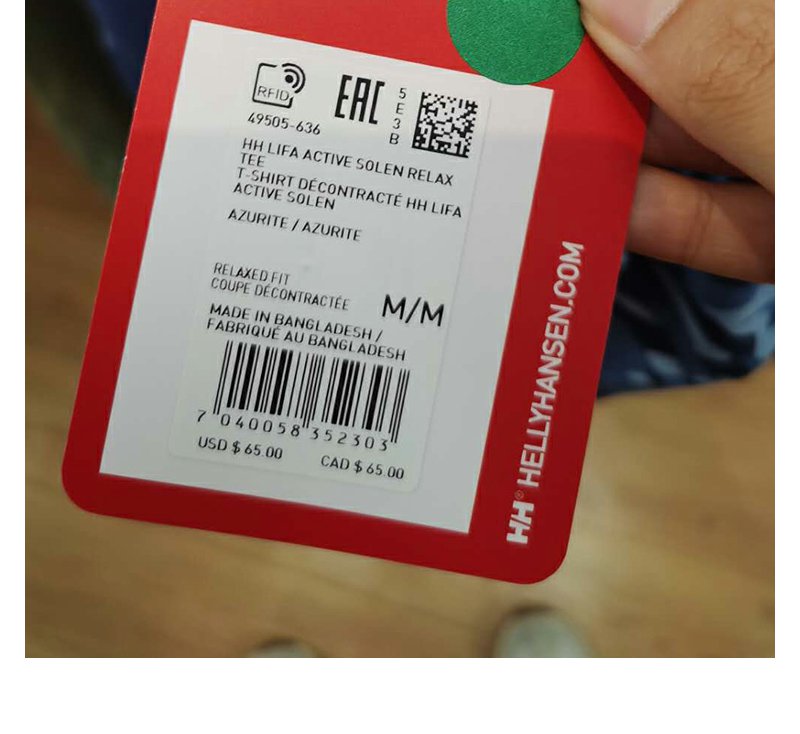 RFID
EAC
5
E
3
B
49505-636
HH LIFA ACTIVE SOLEN RELAX
TEE
T-SHIRT DÉCONTRACTÉ HH LIFA
ACTIVE SOLEN
AZURITE / AZURITE
RELAXED FIT
COUPE DÉCONTRACTÉE
M/M
MADE IN BANGLADESH /
FABRIQUÉ AU BANGLADESH
7 040058 352303
USD $ 65.00
CAD $ 65.00
HH® HELLYHANSEN.COM